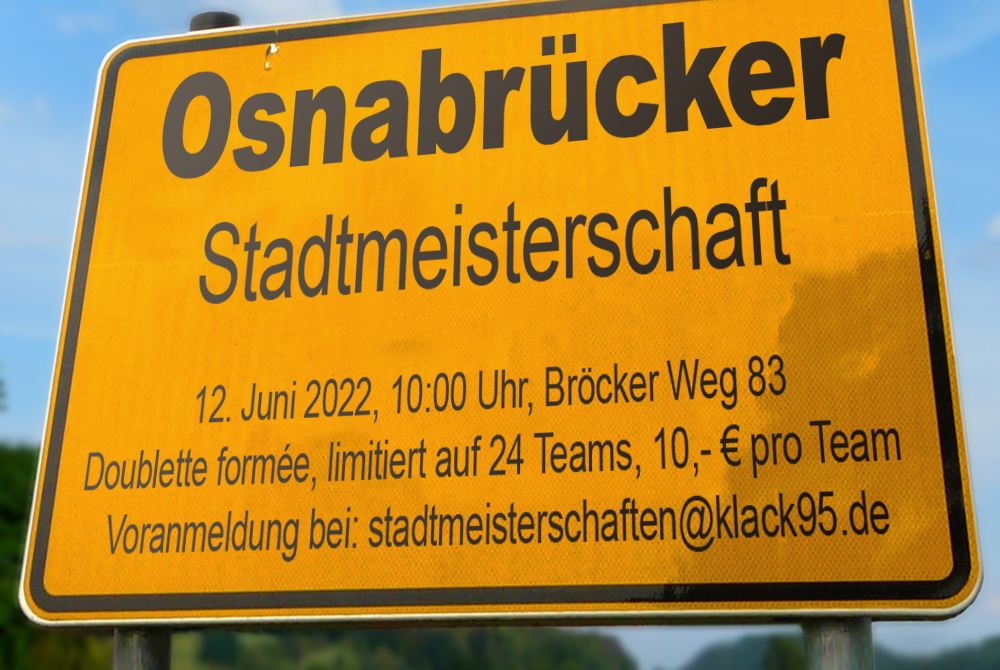 Osnabrücker
Stadtmeisterschaft
12. Juni 2022, 10:00 Uhr, Bröcker Weg 83
Doublette formée, limitiert auf 24 Teams, 10,- € pro Team
Voranmeldung bei: stadtmeisterschaften@klack95.de